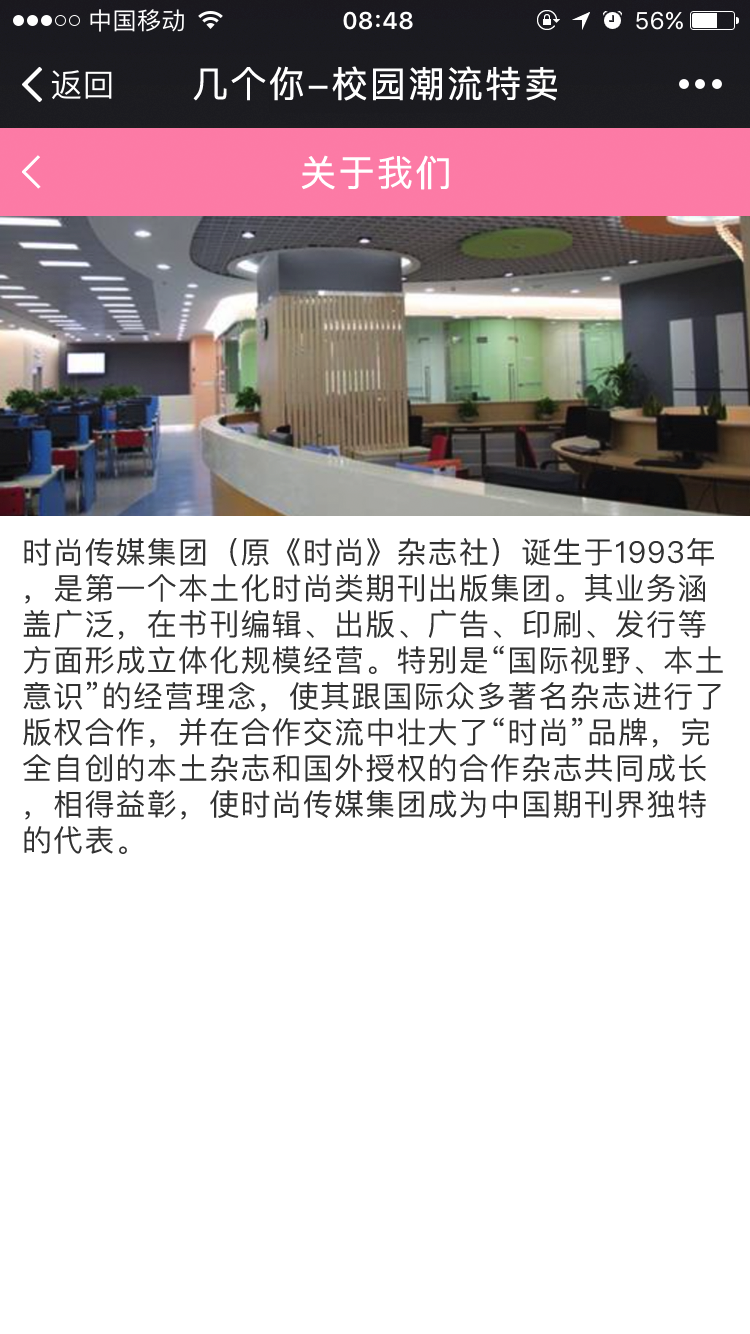 中国移动 08:48 56%
返回 几个你-校园潮流特卖
关于我们
时尚传媒集团（原《时尚》杂志社）诞生于1993年
，是第一个本土化时尚类期刊出版集团。其业务涵
盖广泛，在书刊编辑、出版、广告、印刷、发行等
方面形成立体化规模经营。特别是“国际视野、本土
意识”的经营理念，使其跟国际众多著名杂志进行了
版权合作，并在合作交流中壮大了“时尚”品牌，完
全自创的本土杂志和国外授权的合作杂志共同成长
，相得益彰，使时尚传媒集团成为中国期刊界独特
的代表。